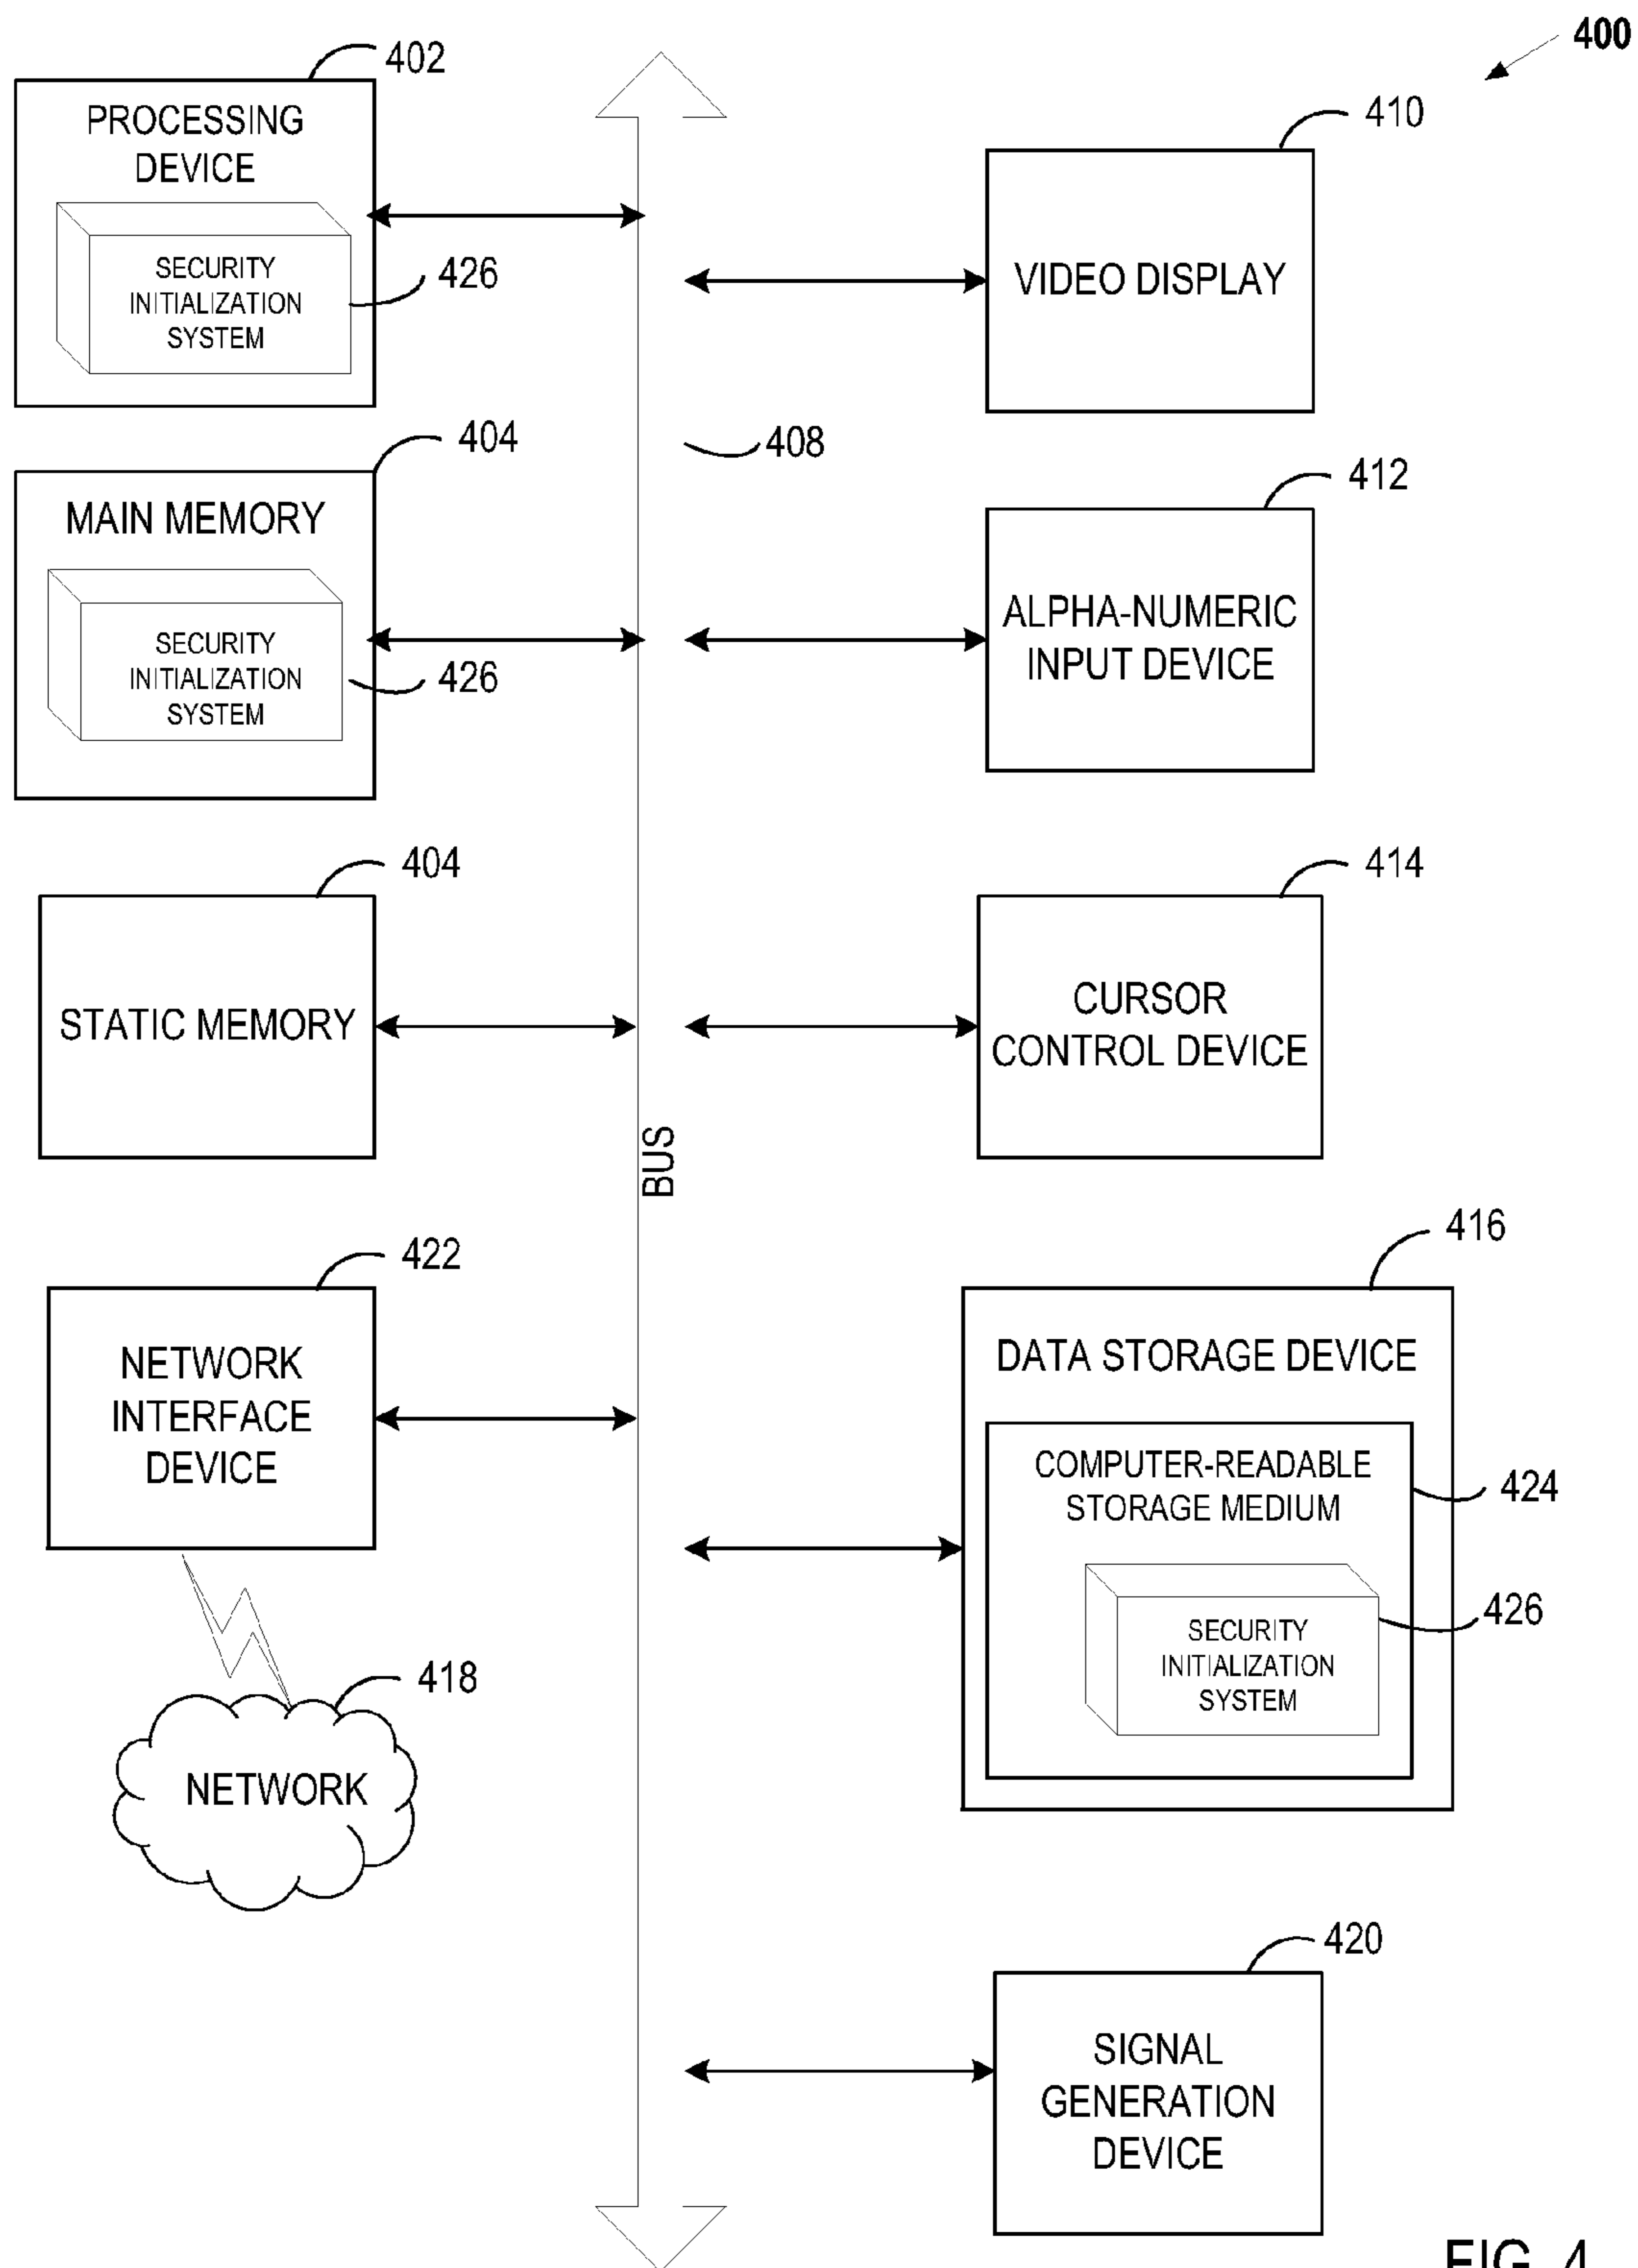 400
402
PROCESSING
DEVICE
SECURITY
INITIALIZATION
SYSTEM
426
410
VIDEO DISPLAY
404
MAIN MEMORY
SECURITY
INITIALIZATION
SYSTEM
426
408
412
ALPHA-NUMERIC
INPUT DEVICE
404
STATIC MEMORY
414
CURSOR
CONTROL DEVICE
BUS
422
NETWORK
INTERFACE
DEVICE
416
DATA STORAGE DEVICE
COMPUTER-READABLE
STORAGE MEDIUM
424
SECURITY
INITIALIZATION
SYSTEM
426
418
NETWORK
420
SIGNAL
GENERATION
DEVICE
FIG. 4